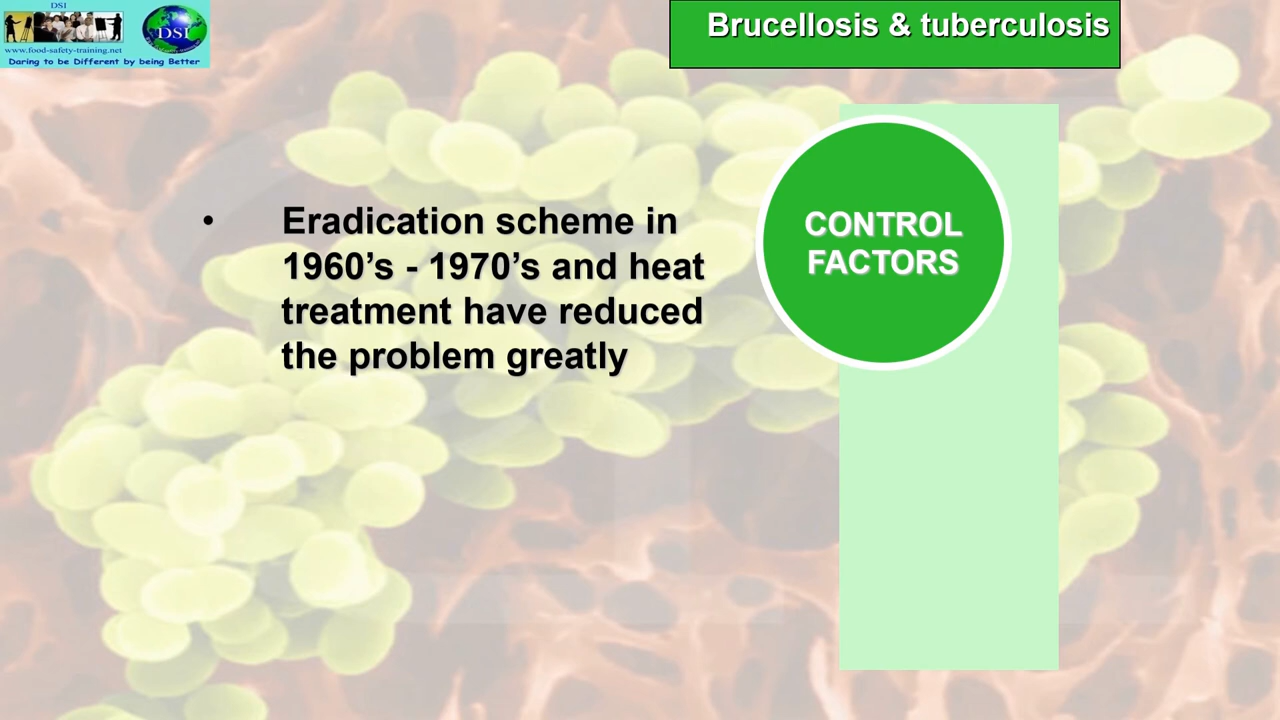 DSI
DSI
www.food-safety-training.net
Daring to be Different by being Better
Brucellosis & tuberculosis
• Eradication scheme in
1960’s - 1970’s and heat
treatment have reduced
the problem greatly
CONTROL
FACTORS